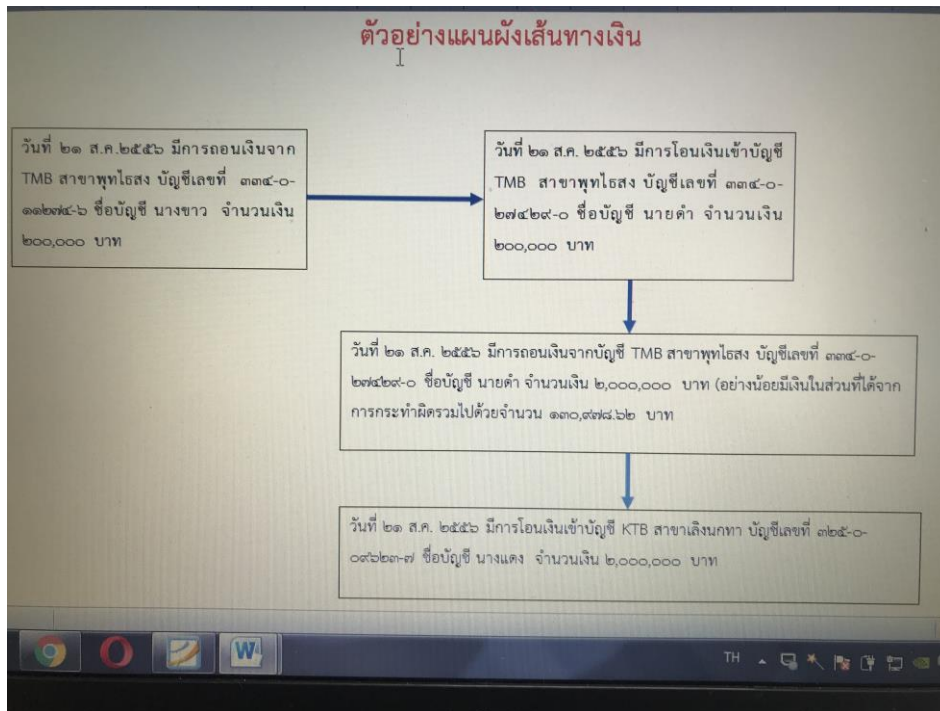 ตัวอย่างแผนผังเส้นทางเงิน
วันที่ ๒๑ ส.ค.๒๕๕๖ มีการถอนเงินจาก
TMB สาขาพุทไธสง บัญชีเลขที่ ๓๓๔-๐-
๑๑๒๗๔-๖ ชื่อบัญชี นางขาว จำนวนเงิน
๒๐๐,๐๐๐ บาท
วันที่ ๒๑ ส.ค. ๒๕๕๖ มีการโอนเงินเข้าบัญชี
TMB สาขาพุทไธสง บัญชีเลขที่ ๓๓๔-๐-
๒๗๔๒๙-๐ ชื่อบัญชี นายดำ จำนวนเงิน
๒๐๐,๐๐๐ บาท
วันที่ ๒๑ ส.ค. ๒๕๕๖ มีการถอนเงินจากบัญชี TMB สาขาพุทไธสง บัญชีเลขที่ ๓๓๔-๐-
๒๗๔๒๙-๐ ชื่อบัญชี นายดำ จำนวนเงิน ๒,๐๐๐,๐๐๐ บาท (อย่างน้อยมีเงินในส่วนที่ได้จาก
การกระทำผิดรวมไปด้วยจำนวน ๑๓๐,๙๗๘.๖๒ บาท
วันที่ ๒๑ ส.ค. ๒๕๕๖ มีการโอนเงินเข้าบัญชี KTB สาขาเลิงนกทา บัญชีเลขที่ ๓๒๕-๐-
๐๙๖๒๓-๗ ชื่อบัญชี นางแดง จำนวนเงิน ๒,๐๐๐,๐๐๐ บาท
W
TH